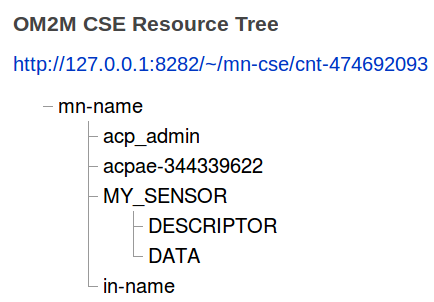 OM2M CSE Resource Tree
http://127.0.0.1:8282/~/mn-cse/cnt-474692093
mn-name
acp_admin
acpae-344339622
MY_SENSOR
DESCRIPTOR
DATA
in-name